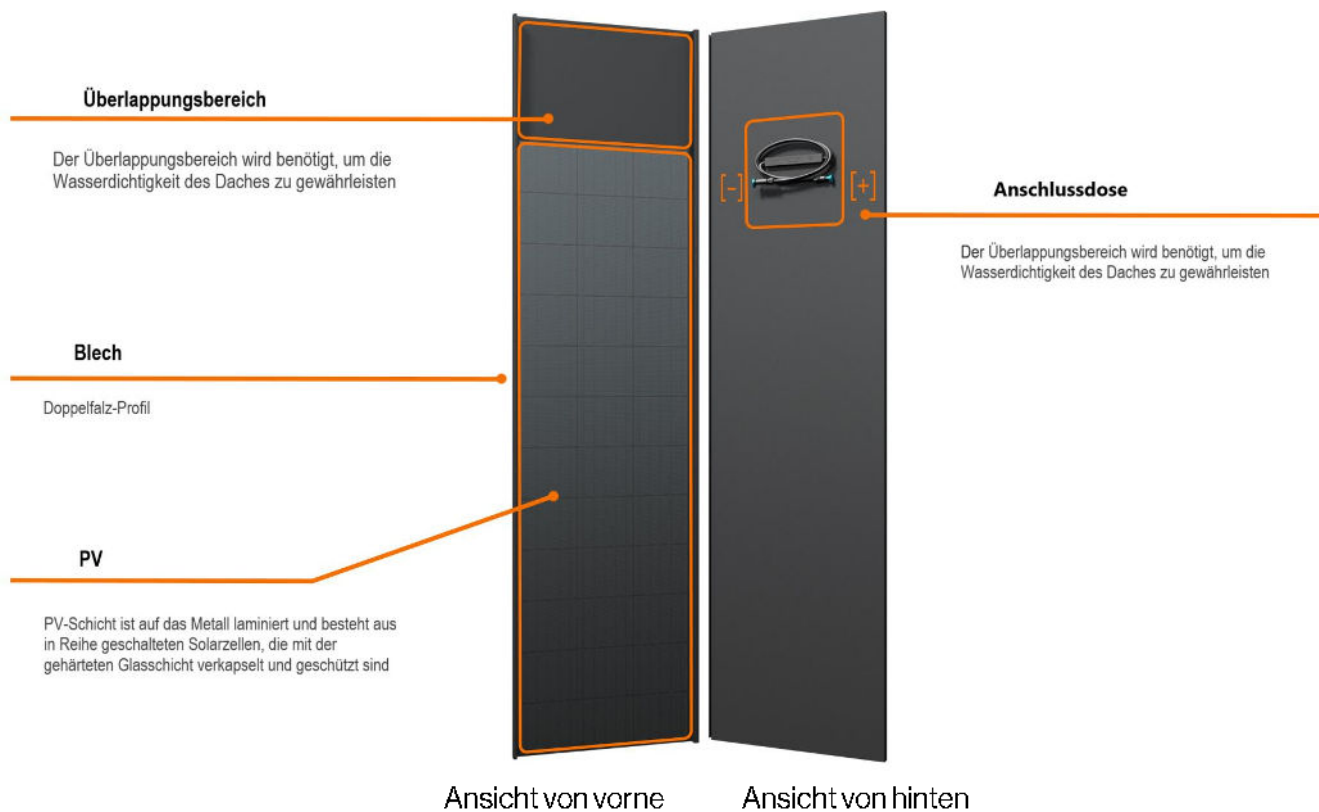 Überlappungsbereich
Der Überlappungsbereich wird benötigt, um die
Wasserdichtigkeit des Daches zu gewährleisten
[-]
[+]
Anschlussdose
Der Überlappungsbereich wird benötigt, um die
Wasserdichtigkeit des Daches zu gewährleisten
Blech
Doppelfalz-Profil
PV
PV-Schicht ist auf das Metall laminiert und besteht aus
in Reihe geschalteten Solarzellen, die mit der
gehärteten Glasschicht verkapselt und geschützt sind
Ansicht von vorne
Ansicht von hinten